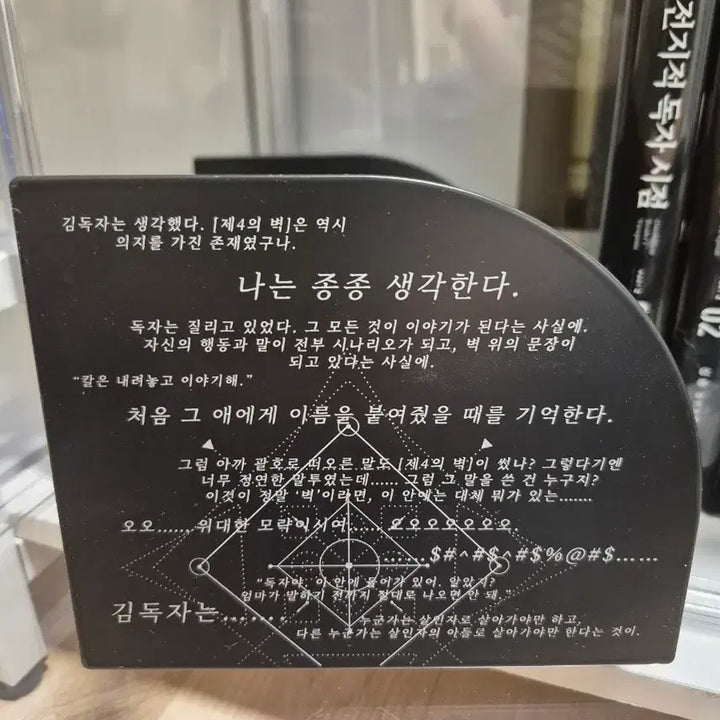 김독자는 생각했다. [제4의 벽]은 역시
의지를 가진 존재였구나.
나는 종종 생각한다.
독자는 질리고 있었다. 그 모든 것이 이야기가 된다는 사실에.
자신의 행동과 말이 전부 시나리오가 되고, 벽 위의 문장이
되고 있다는 사실에.
“칼은 내려놓고 이야기해.”
처음 그 애에게 이름을 붙여줬을 때를 기억한다.
그럼 아까 괄호로 떠오른 말도 [제4의 벽]이 썼나? 그렇다기엔
너무 정연한 말투였는데...... 그럼 그 말을 쓴 건 누구지?
이것이 정말 ‘벽’이라면, 이 안에는 대체 뭐가 있는.......
오오......위대한 모략이시여...... 오오오오오오오
......$#^#$^#$%@#$......
“독자야, 이 안에 들어가 있어. 알았지?
엄마가 말하기 전까지 절대로 나오면 안 돼.”
김독자는.......
누군가는 살인자로 살아가야만 하고,
다른 누군가는 살인자의 아들로 살아가야만 한다는 것이.
전지적 독자 시점
02